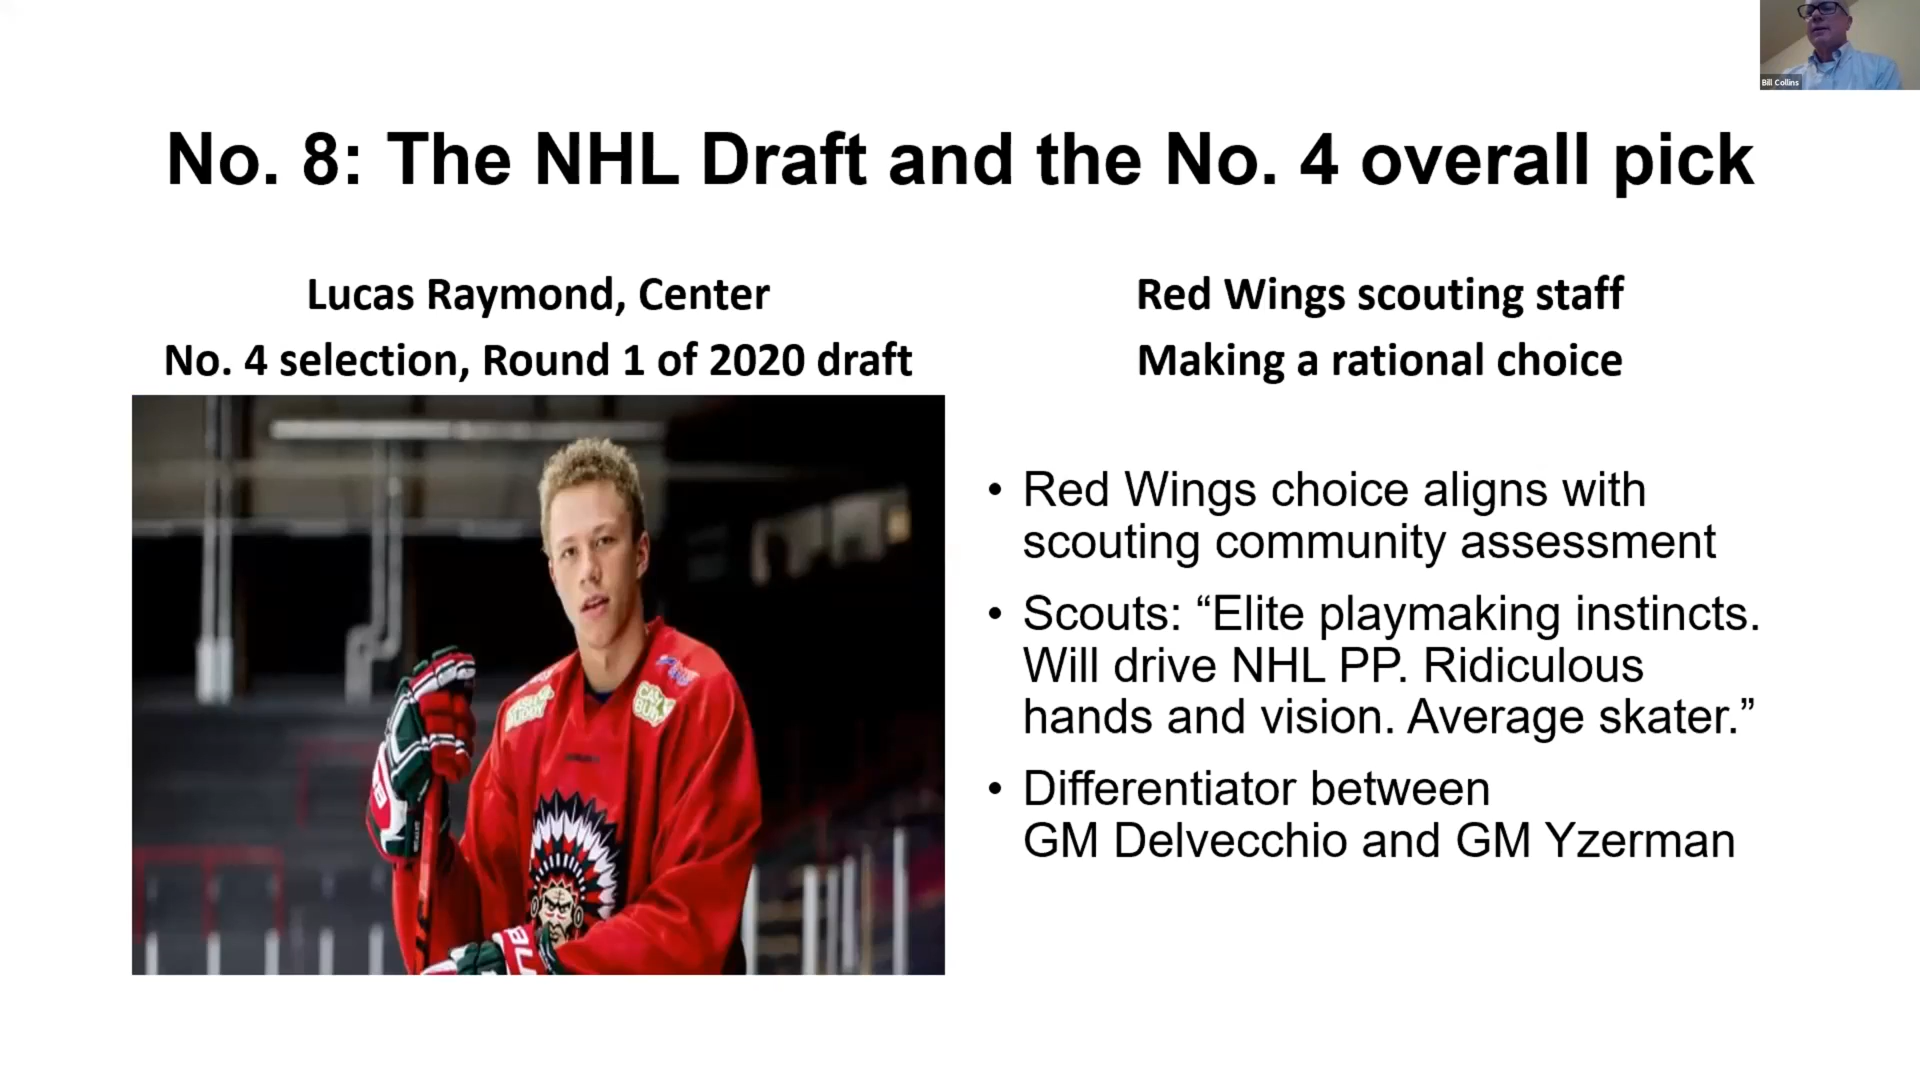 Bill Collins
No. 8: The NHL Draft and the No. 4 overall pick
Lucas Raymond, Center
No. 4 selection, Round 1 of 2020 draft
Red Wings scouting staff
Making a rational choice
• Red Wings choice aligns with
scouting community assessment
• Scouts: “Elite playmaking instincts.
Will drive NHL PP. Ridiculous
hands and vision. Average skater.”
• Differentiator between
GM Delvecchio and GM Yzerman